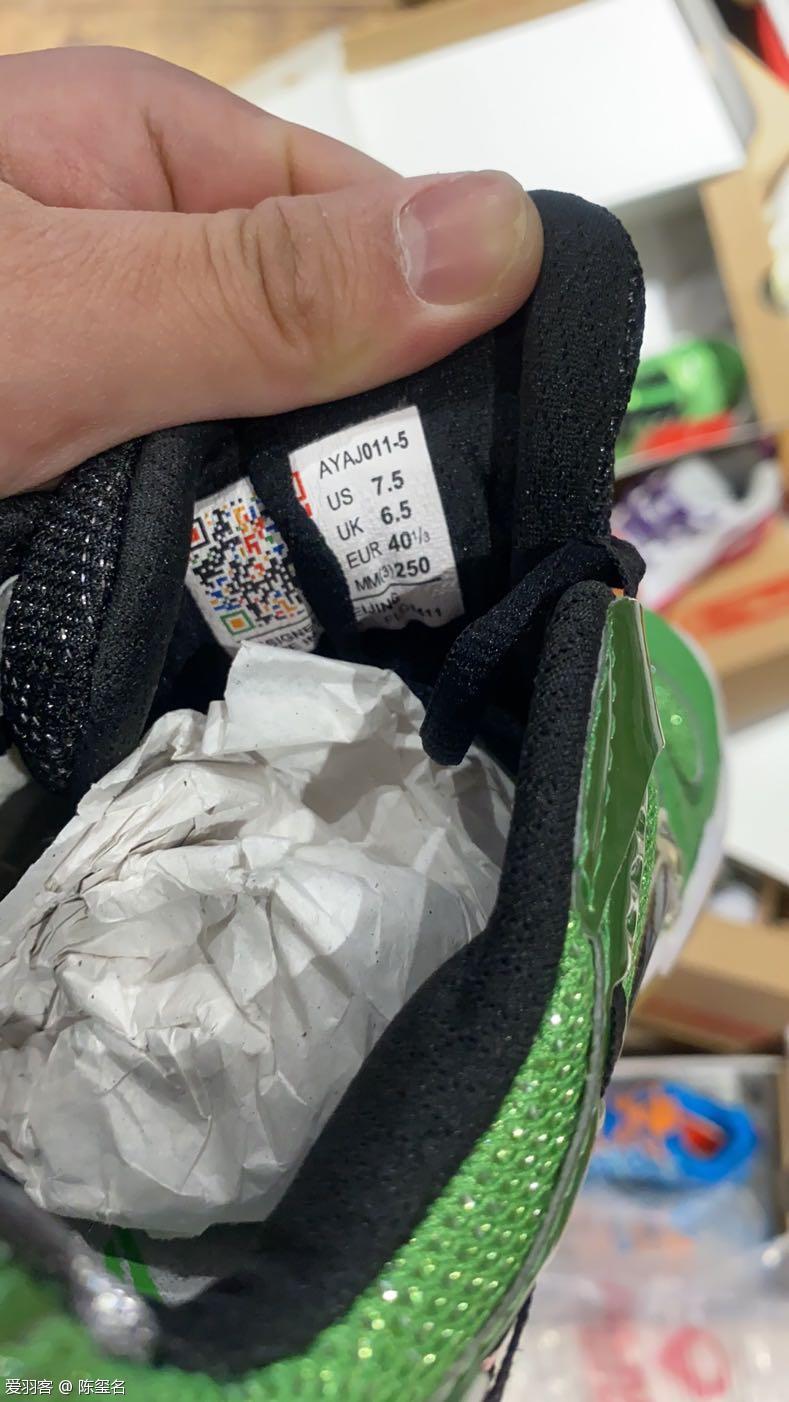 AYAJ011-5
US 7.5
UK 6.5
EUR 40 1/3
MM(3) 250
EIJING
爱羽客 @ 陈玺名